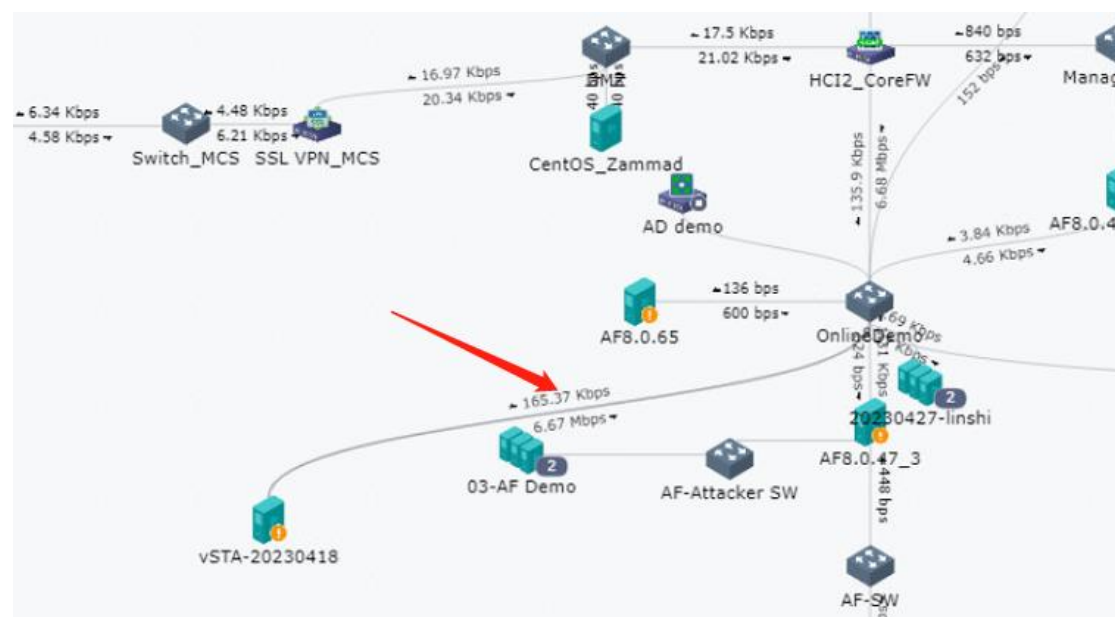 17.5 Kbps
840 bps
21.02 Kbps
632 bps
152 bps
16.97 Kbps
DMZ
HCI2_CoreFW
Manag
20.34 Kbps
6.34 Kbps
4.48 Kbps
4.58 Kbps
6.21 Kbps
Switch_MCS
SSL VPN_MCS
CentOS_Zammad
135.9 Kbps
6.68 Mbps
AD demo
3.84 Kbps
AF8.0.4
4.66 Kbps
136 bps
600 bps
AF8.0.65
OnlineDemo
165.37 Kbps
6.67 Mbps
2
20230427-linshi
2
03-AF Demo
AF-Attacker SW
AF8.0.47_3
448 bps
vSTA-20230418
AF-SW